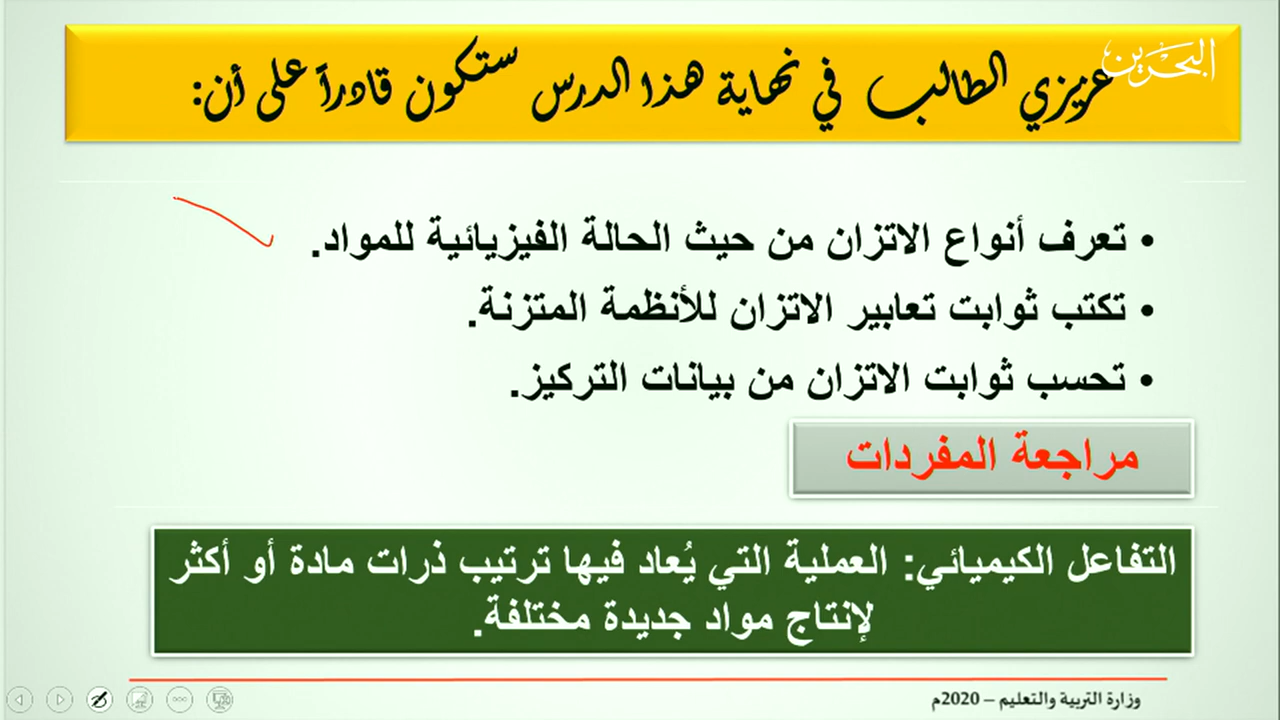 البحرين
عزيزي الطالب في نهاية هذا الدرس ستكون قادراً على أن:
• تعرف أنواع الاتزان من حيث الحالة الفيزيائية للمواد.
• تكتب ثوابت تعابير الاتزان للأنظمة المتزنة.
• تحسب ثوابت الاتزان من بيانات التركيز.
مراجعة المفردات
التفاعل الكيميائي: العملية التي يُعاد فيها ترتيب ذرات مادة أو أكثر
لإنتاج مواد جديدة مختلفة.
وزارة التربية والتعليم – 2020م